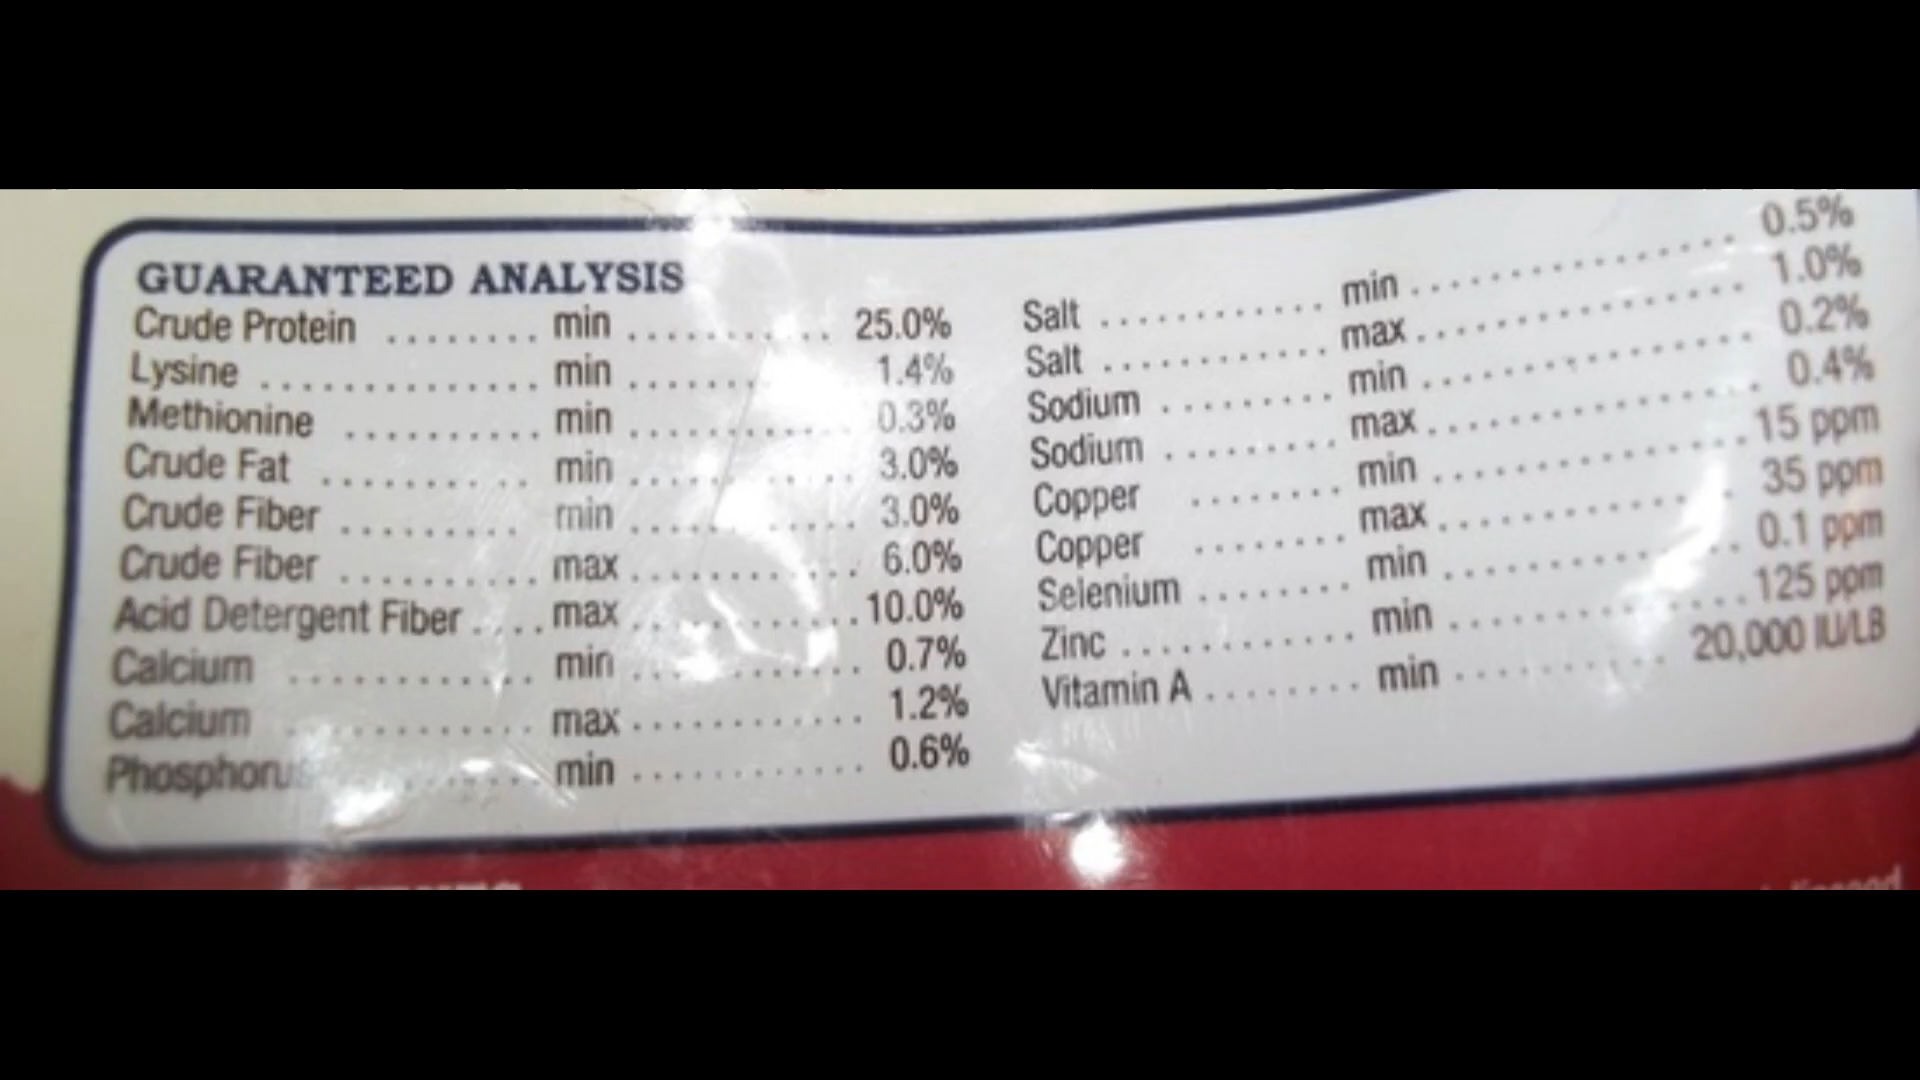 GUARANTEED ANALYSIS
Crude Protein ........ min ........... 25.0%
Lysine .............. min ........... 1.4%
Methionine .......... min ........... 0.3%
Crude Fat .......... min ........... 3.0%
Crude Fiber ......... min ........... 3.0%
Crude Fiber .......... max ........... 6.0%
Acid Detergent Fiber .... max ........... 10.0%
Calcium ............ min ........... 0.7%
Calcium ............ max ........... 1.2%
Phosphorus ........ min ........... 0.6%
Salt ............ min ............... 0.5%
Salt ............ max ............... 1.0%
Sodium ......... min ............... 0.2%
Sodium ......... max ............... 0.4%
Copper ........ min ............... 15 ppm
Copper ........ max ............... 35 ppm
Selenium ........ min ............... 0.1 ppm
Zinc ............ min ............... 125 ppm
Vitamin A ........ min ........... 20,000 IU/LB